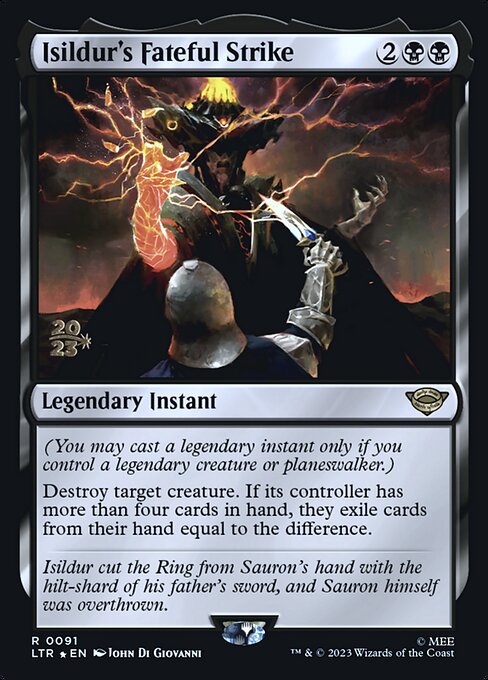 Isildur's Fateful Strike 2
20
23
Legendary Instant
(You may cast a legendary instant only if you
control a legendary creature or planeswalker.)
Destroy target creature. If its controller has
more than four cards in hand, they exile cards
from their hand equal to the difference.
Isildur cut the Ring from Sauron's hand with the
hilt-shard of his father's sword, and Sauron himself
was overthrown.
R 0091
LTR ★ EN John Di Giovanni
© MEE
™ & © 2023 Wizards of the Coast